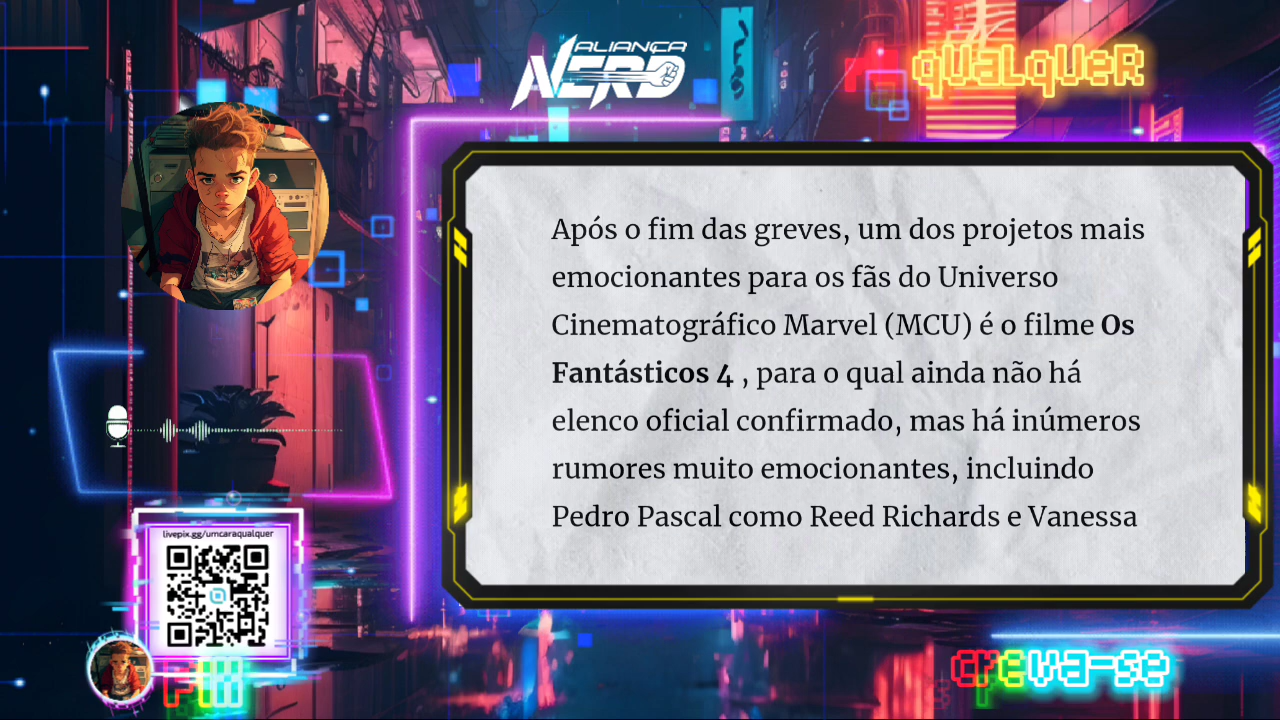 ALIANÇA
NERD
qUaLqUeR
Após o fim das greves, um dos projetos mais
emocionantes para os fãs do Universo
Cinematográfico Marvel (MCU) é o filme Os
Fantásticos 4 , para o qual ainda não há
elenco oficial confirmado, mas há inúmeros
rumores muito emocionantes, incluindo
Pedro Pascal como Reed Richards e Vanessa
livepix.gg/umcaraqualquer
PIX
creva-se